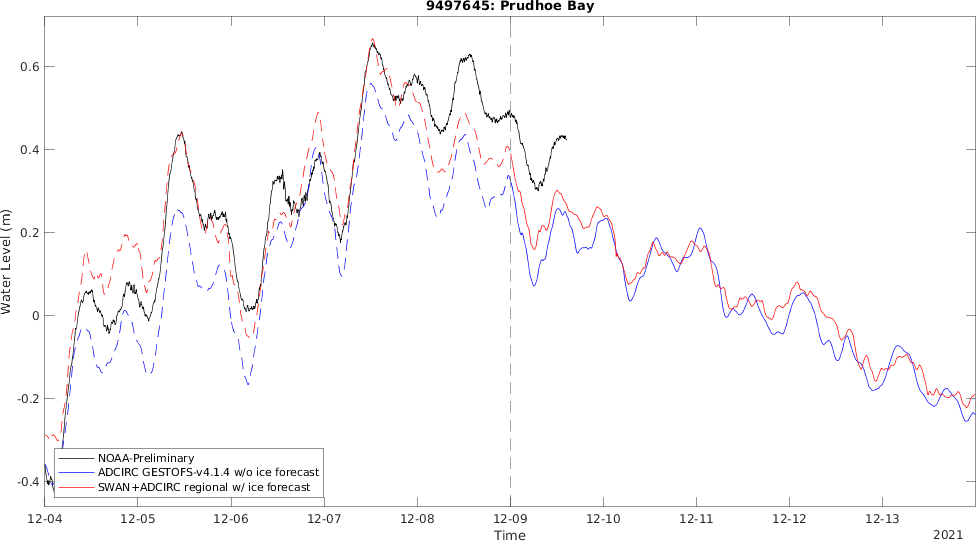 9497645: Prudhoe Bay
Water Level (m)
0.6
0.4
0.2
0
-0.2
-0.4
NOAA-Preliminary
ADCIRC GESTOFS-v4.1.4 w/o ice forecast
SWAN+ADCIRC regional w/ ice forecast
12-04 12-05 12-06 12-07 12-08 12-09 12-10 12-11 12-12 12-13
Time
2021